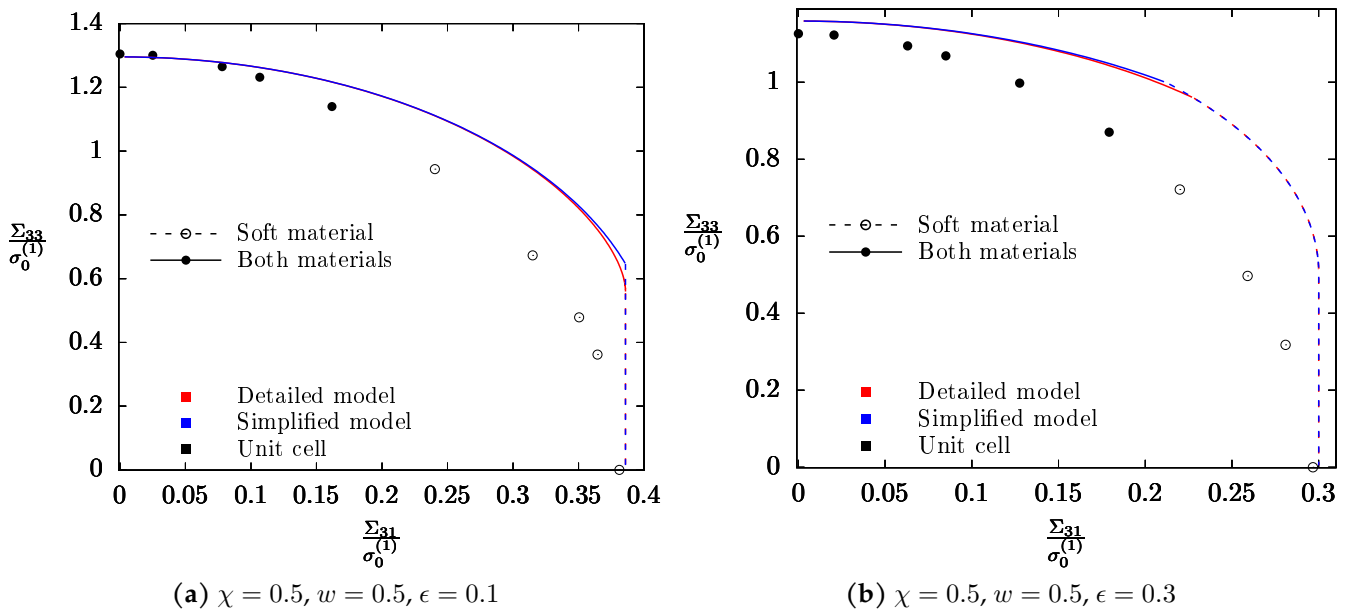 1.4
1.2
1
0.8
0.6
0.4
0.2
0
Σ33
σ0(1)
Soft material
Both materials
Detailed model
Simplified model
Unit cell
0 0.05 0.1 0.15 0.2 0.25 0.3 0.35 0.4
Σ31
σ0(1)
(a) χ = 0.5, w = 0.5, ϵ = 0.1
1
0.8
0.6
0.4
0.2
0
Σ33
σ0(1)
Soft material
Both materials
Detailed model
Simplified model
Unit cell
0 0.05 0.1 0.15 0.2 0.25 0.3
Σ31
σ0(1)
(b) χ = 0.5, w = 0.5, ϵ = 0.3